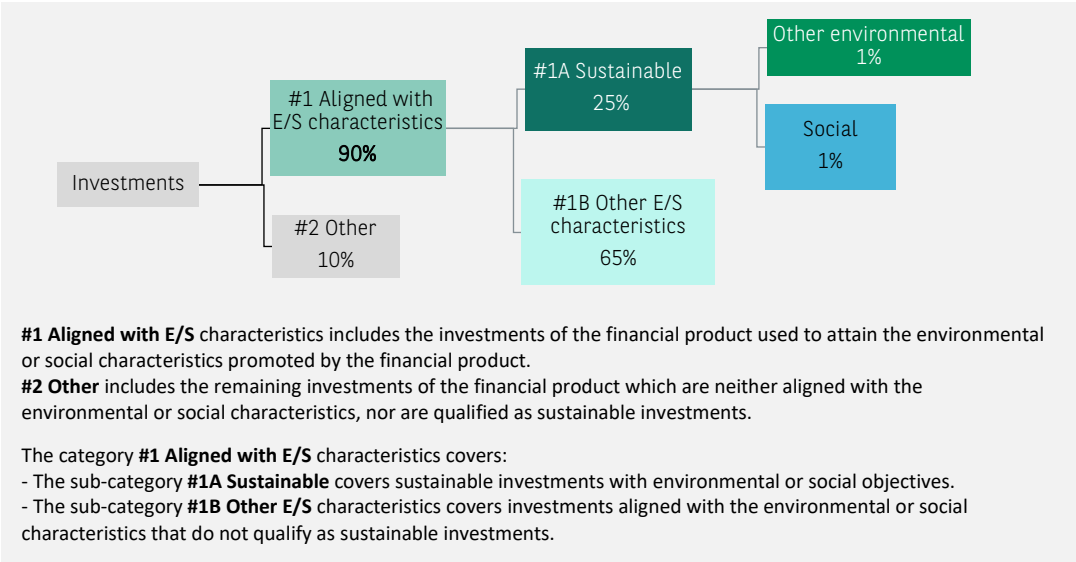 Other environmental
1%
#1A Sustainable
25%
#1 Aligned with
E/S characteristics
90%
Social
1%
Investments
#1B Other E/S
characteristics
65%
#2 Other
10%
#1 Aligned with E/S characteristics includes the investments of the financial product used to attain the environmental
or social characteristics promoted by the financial product.
#2 Other includes the remaining investments of the financial product which are neither aligned with the
environmental or social characteristics, nor are qualified as sustainable investments.
The category #1 Aligned with E/S characteristics covers:
- The sub-category #1A Sustainable covers sustainable investments with environmental or social objectives.
- The sub-category #1B Other E/S characteristics covers investments aligned with the environmental or social
characteristics that do not qualify as sustainable investments.